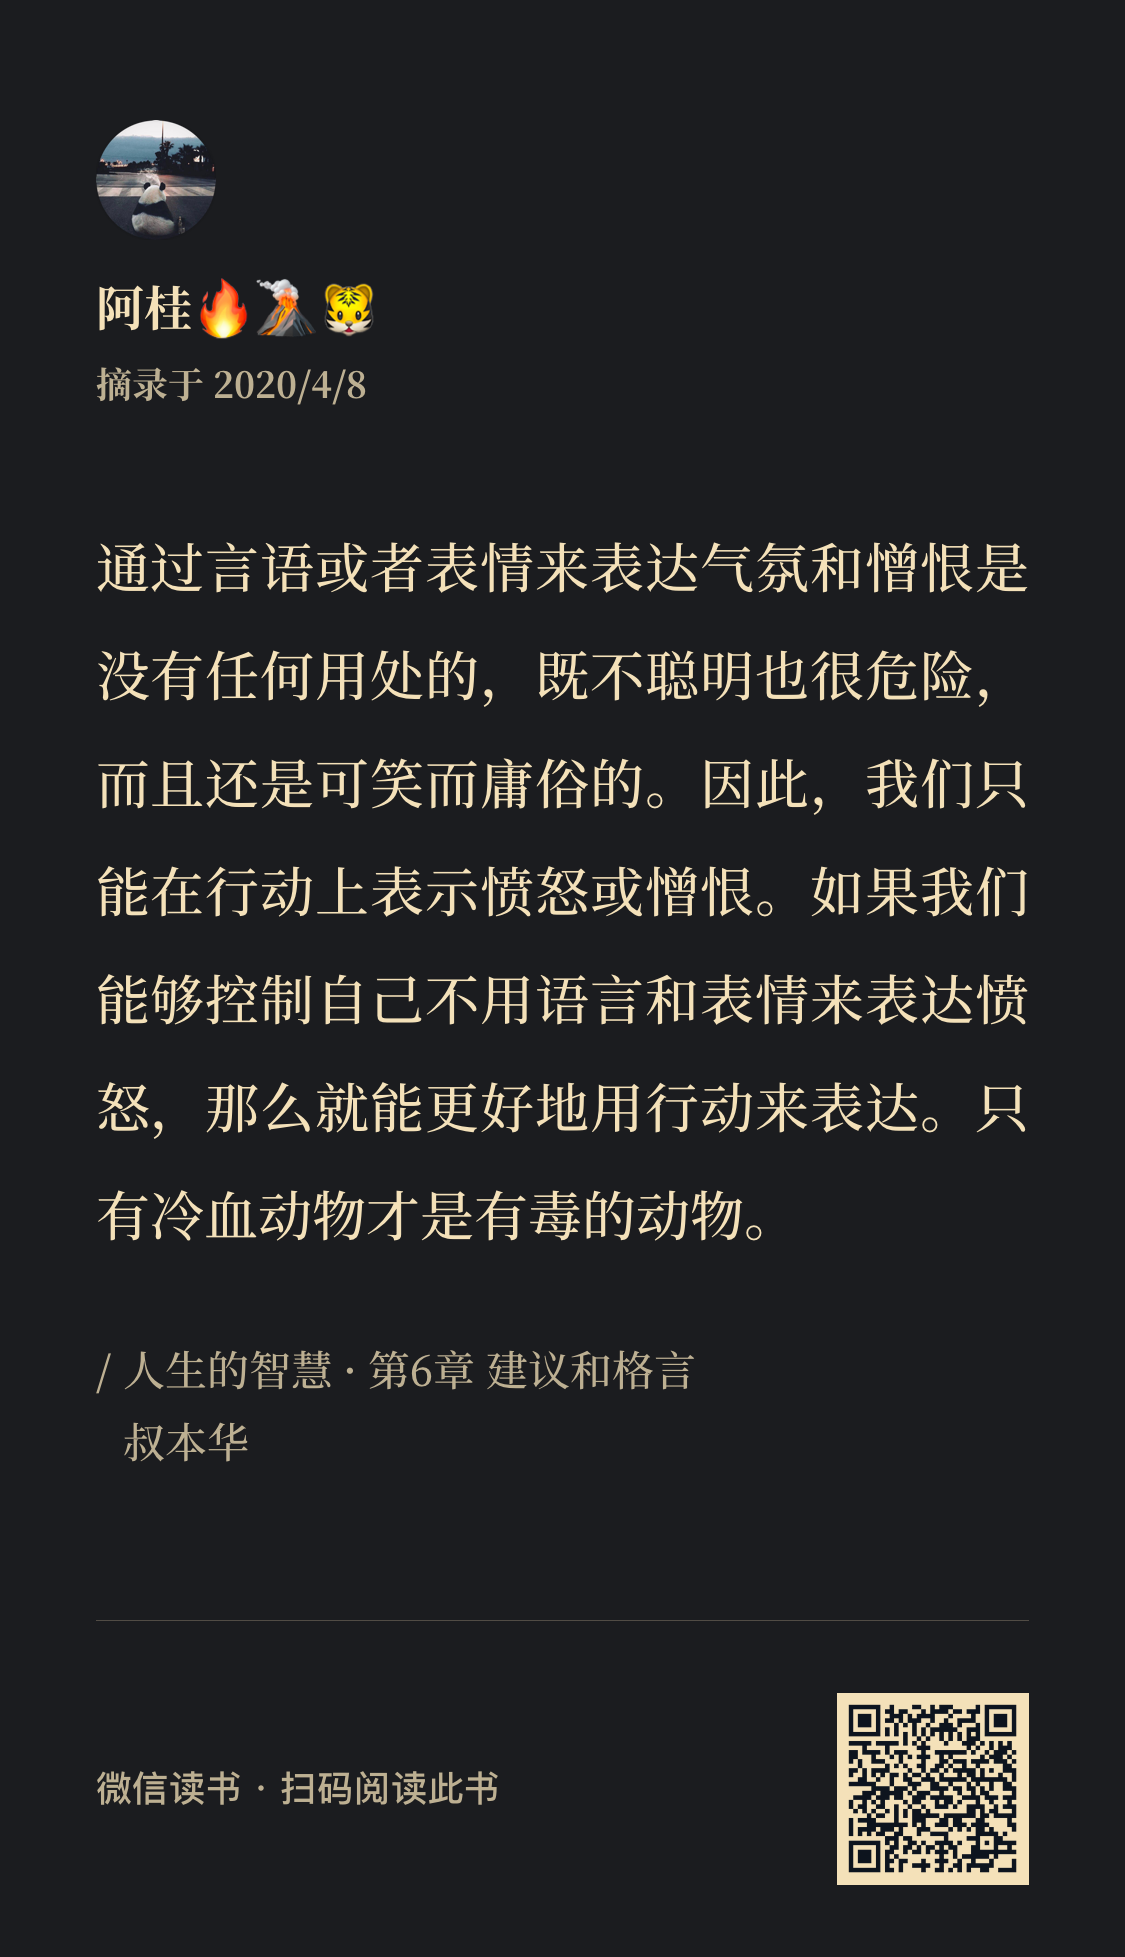 阿桂🔥🌋🐯
摘录于 2020/4/8
通过言语或者表情来表达气氛和憎恨是
没有任何用处的，既不聪明也很危险，
而且还是可笑而庸俗的。因此，我们只
能在行动上表示愤怒或憎恨。如果我们
能够控制自己不用语言和表情来表达愤
怒，那么就能更好地用行动来表达。只
有冷血动物才是有毒的动物。
/ 人生的智慧 · 第6章 建议和格言
叔本华
微信读书 · 扫码阅读此书